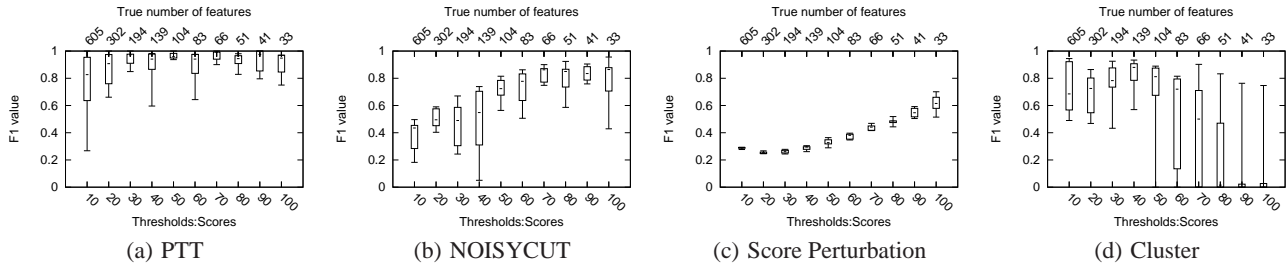 True number of features
605 302 194 139 104 83 66 51 41 33
F1 value
1
0.8
0.6
0.4
0.2
0
10 20 30 40 50 60 70 80 90 100
Thresholds:Scores
(a) PTT
True number of features
605 302 194 139 104 83 66 51 41 33
F1 value
1
0.8
0.6
0.4
0.2
0
10 20 30 40 50 60 70 80 90 100
Thresholds:Scores
(b) NOISYCUT
True number of features
605 302 194 139 104 83 66 51 41 33
F1 value
1
0.8
0.6
0.4
0.2
0
10 20 30 40 50 60 70 80 90 100
Thresholds:Scores
(c) Score Perturbation
True number of features
605 302 194 139 104 83 66 51 41 33
F1 value
1
0.8
0.6
0.4
0.2
0
10 20 30 40 50 60 70 80 90 100
Thresholds:Scores
(d) Cluster